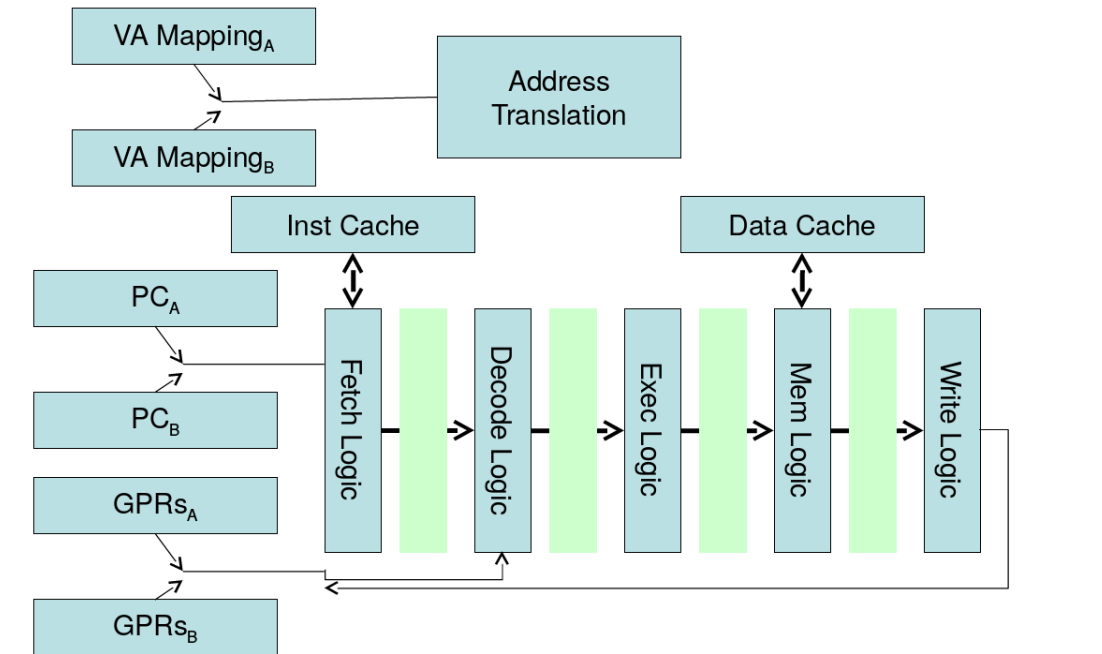 VA MappingA
Address
Translation
VA MappingB
Inst Cache
Data Cache
PCA
PCB
Fetch Logic
Decode Logic
Exec Logic
Mem Logic
Write Logic
GPRsA
GPRsB